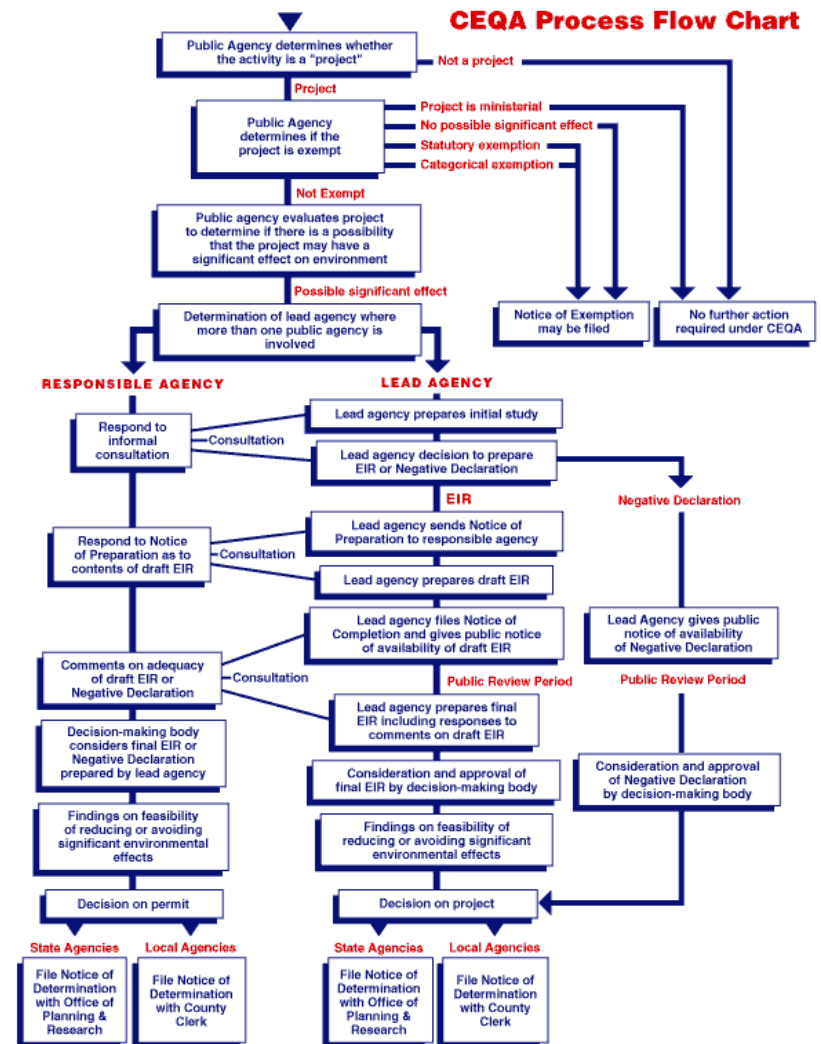 CEQA Process Flow Chart
Public Agency determines whether
the activity is a "project"
Not a project
Project
Public Agency
determines if the
project is exempt
Project is ministerial
No possible significant effect
Statutory exemption
Categorical exemption
Not Exempt
Public agency evaluates project
to determine if there is a possibility
that the project may have a
significant effect on environment
Possible significant effect
Determination of lead agency where
more than one public agency is
involved
Notice of Exemption
may be filed
No further action
required under CEQA
RESPONSIBLE AGENCY
LEAD AGENCY
Respond to
informal
consultation
Consultation
Lead agency prepares initial study
Lead agency decision to prepare
EIR or Negative Declaration
EIR
Negative Declaration
Respond to Notice
of Preparation as to
contents of draft EIR
Consultation
Lead agency sends Notice of
Preparation to responsible agency
Lead agency prepares draft EIR
Lead agency files Notice of
Completion and gives public notice
of availability of draft EIR
Lead Agency gives public
notice of availability
of Negative Declaration
Comments on adequacy
of draft EIR or
Negative Declaration
Consultation
Public Review Period
Public Review Period
Lead agency prepares final
EIR including responses to
comments on draft EIR
Decision-making body
considers final EIR or
Negative Declaration
prepared by lead agency
Consideration and approval of
final EIR by decision-making body
Consideration and approval
of Negative Declaration
by decision-making body
Findings on feasibility
of reducing or avoiding
significant environmental
effects
Findings on feasibility of
reducing or avoiding significant
environmental effects
Decision on permit
Decision on project
State Agencies
Local Agencies
State Agencies
Local Agencies
File Notice of
Determination
with Office of
Planning &
Research
File Notice of
Determination
with County
Clerk
File Notice of
Determination
with Office of
Planning &
Research
File Notice of
Determination
with County
Clerk